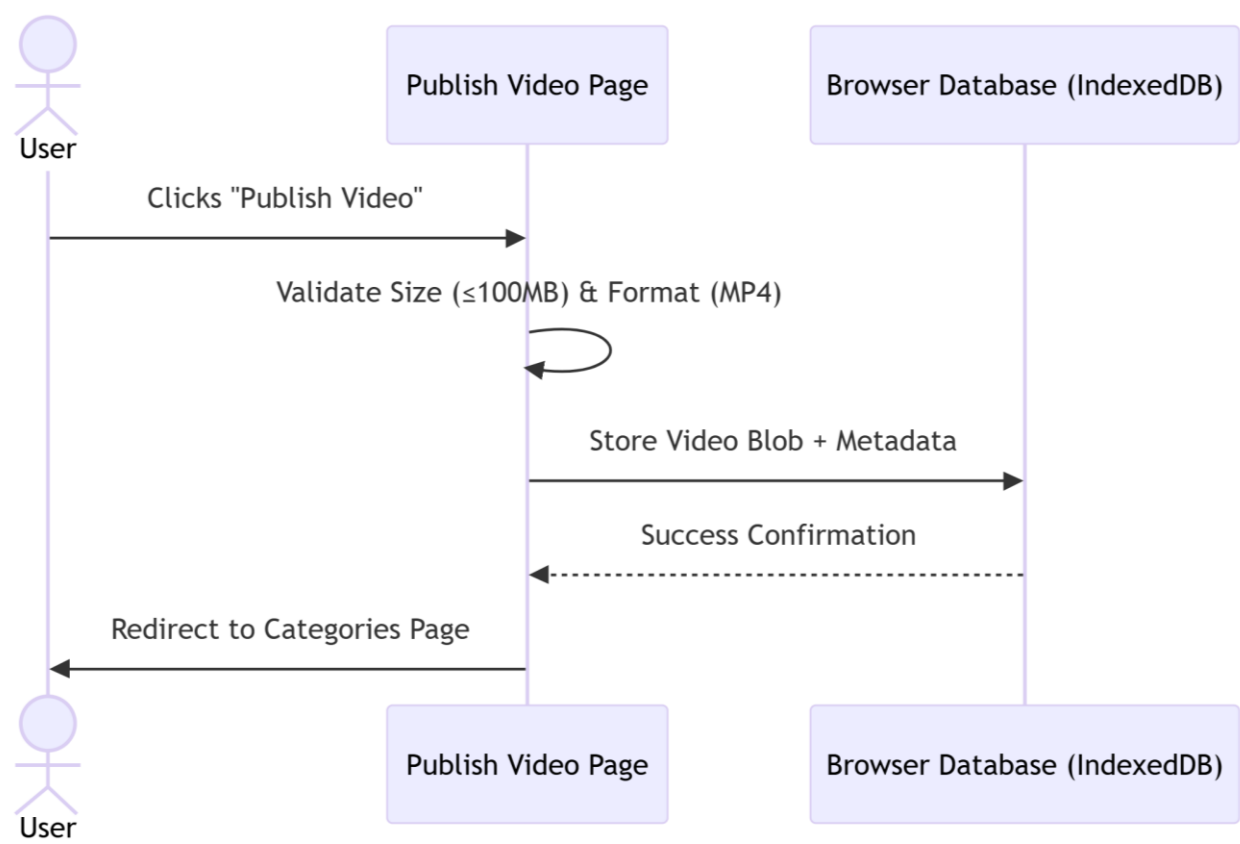 Publish Video Page
Browser Database (IndexedDB)
User
Clicks "Publish Video"
Validate Size (≤100MB) & Format (MP4)
Store Video Blob + Metadata
Success Confirmation
Redirect to Categories Page
Publish Video Page
Browser Database (IndexedDB)
User